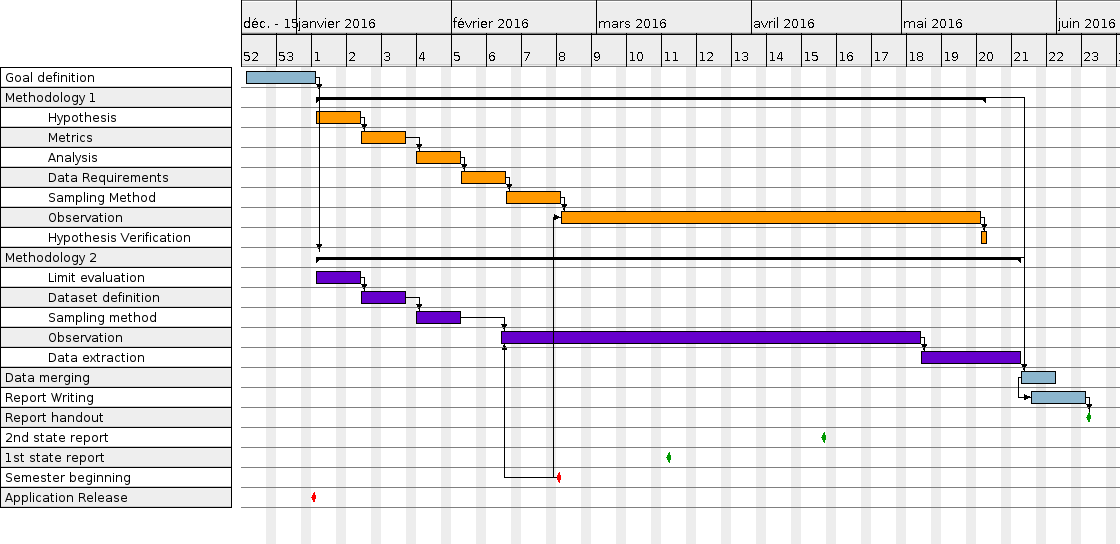 déc. - 15 janvier 2016 février 2016 mars 2016 avril 2016 mai 2016 juin 2016
52 53 1 2 3 4 5 6 7 8 9 10 11 12 13 14 15 16 17 18 19 20 21 22 23
Goal definition
Methodology 1
Hypothesis
Metrics
Analysis
Data Requirements
Sampling Method
Observation
Hypothesis Verification
Methodology 2
Limit evaluation
Dataset definition
Sampling method
Observation
Data extraction
Data merging
Report Writing
Report handout
2nd state report
1st state report
Semester beginning
Application Release